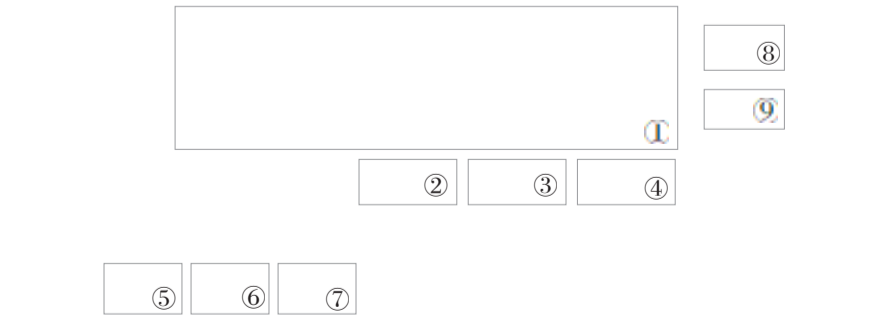 ⑧
⑨
①
② ③ ④
⑤ ⑥ ⑦